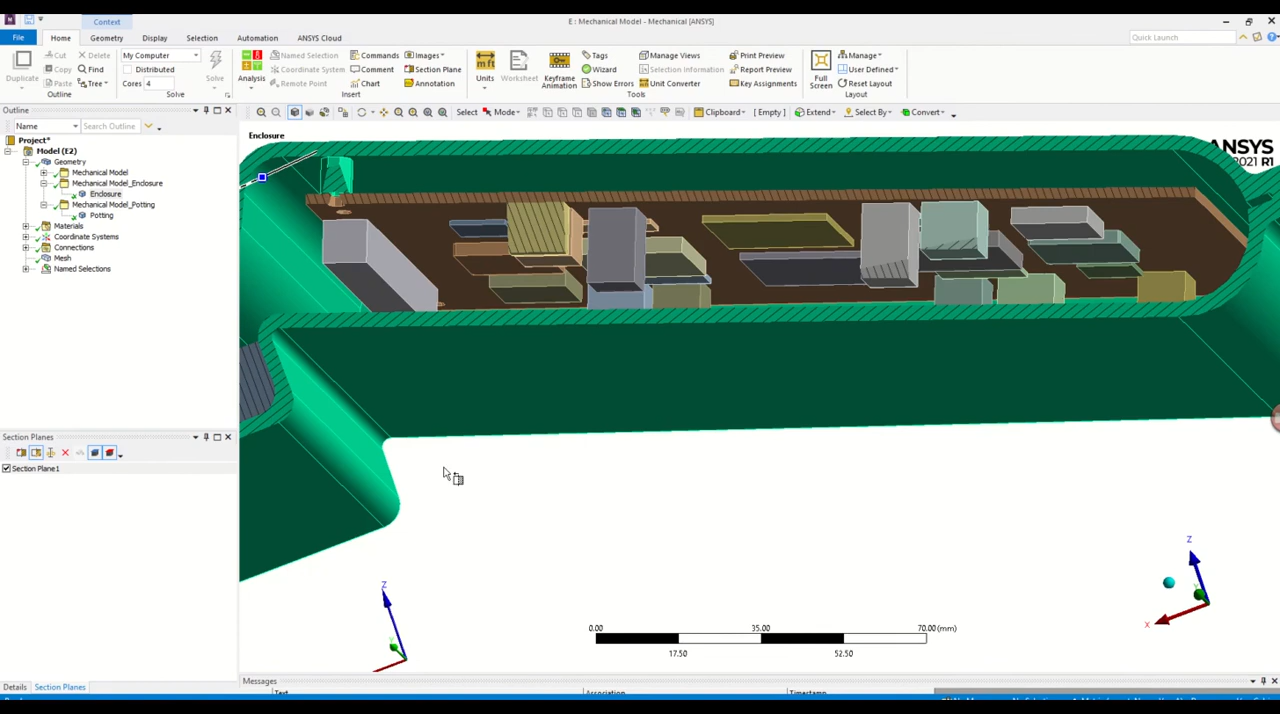 Context
E : Mechanical Model - Mechanical (ANSYS)
File Home Geometry Display Selection Automation ANSYS Cloud Quick Launch
Duplicate
Cut Delete
Copy Find
Paste Tree
Outline
My Computer
Distributed
Cores 4
Solve
Solve
Analysis
Named Selection Commands Images
Coordinate System Comment Section Plane
Remote Point Chart Annotation
Insert
Units Worksheet Keyframe Animation
Tags Manage Views Print Preview
Wizard Selection Information Report Preview
Show Errors Unit Converter Key Assignments
Tools
Full Screen
Manage
User Defined
Reset Layout
Layout
Outline
Select Mode Clipboard [ Empty ] Extend Select By Convert
Name Search Outline
Project*
Model (E2)
Geometry
Mechanical Model
Mechanical Model_Enclosure
Enclosure
Mechanical Model_Potting
Potting
Materials
Coordinate Systems
Connections
Mesh
Named Selections
Section Planes
Section Plane1
Details Section Planes
Enclosure
ANSYS
2021 R1
Z
Y
Z
Y
X
0.00 35.00 70.00 (mm)
17.50 52.50
Messages
Text Association Timestamp